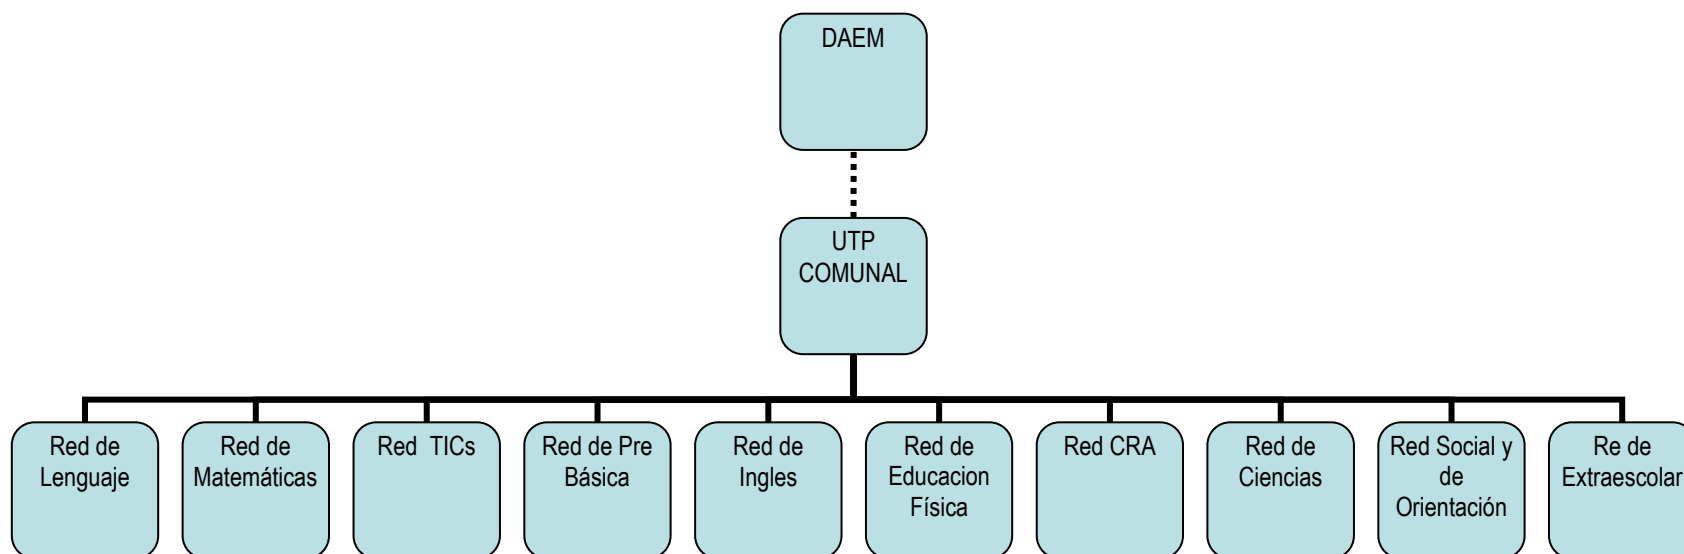 DAEM
UTP
COMUNAL
Red de
Lenguaje
Red de
Matemáticas
Red TICs
Red de Pre
Básica
Red de
Ingles
Red de
Educacion
Física
Red CRA
Red de
Ciencias
Red Social y
de
Orientación
Re de
Extraescolar